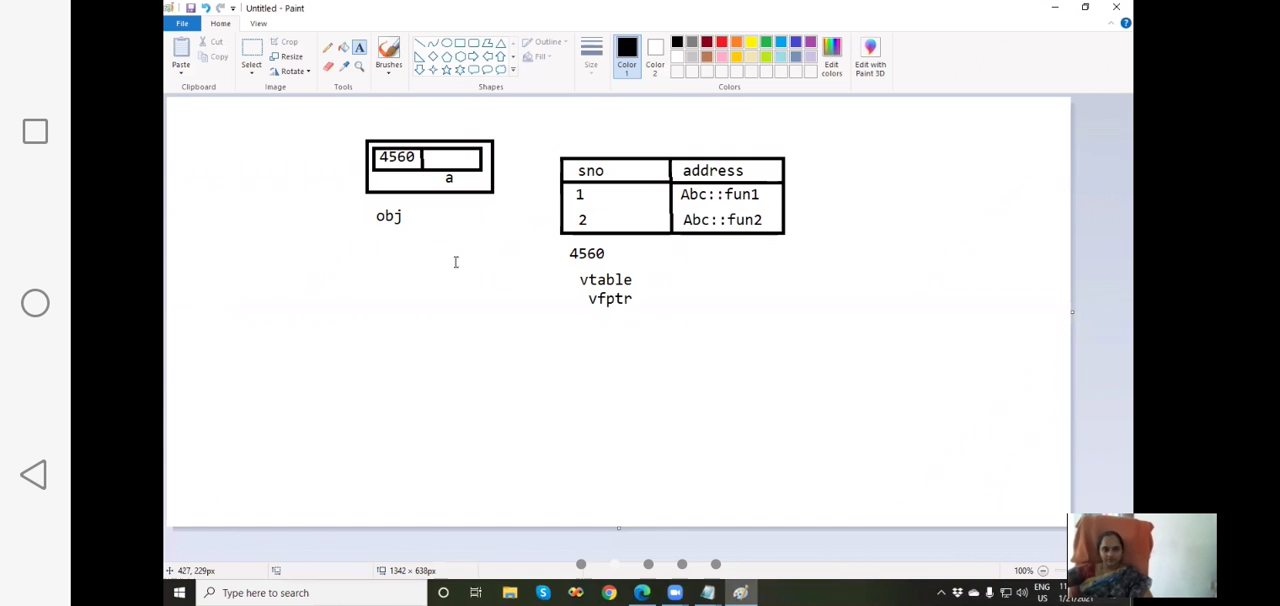 Untitled - Paint
File
Home
View
Paste
Cut
Copy
Clipboard
Select
Crop
Resize
Rotate
Image
A
Tools
Brushes
Outline
Fill
Shapes
Size
Color
1
Color
2
Edit
colors
Colors
Edit with
Paint 3D
4560
a
obj
sno address
1 Abc::fun1
2 Abc::fun2
4560
vtable
vfptr
427, 229px
1342 × 638px
100%
Type here to search
ENG
US